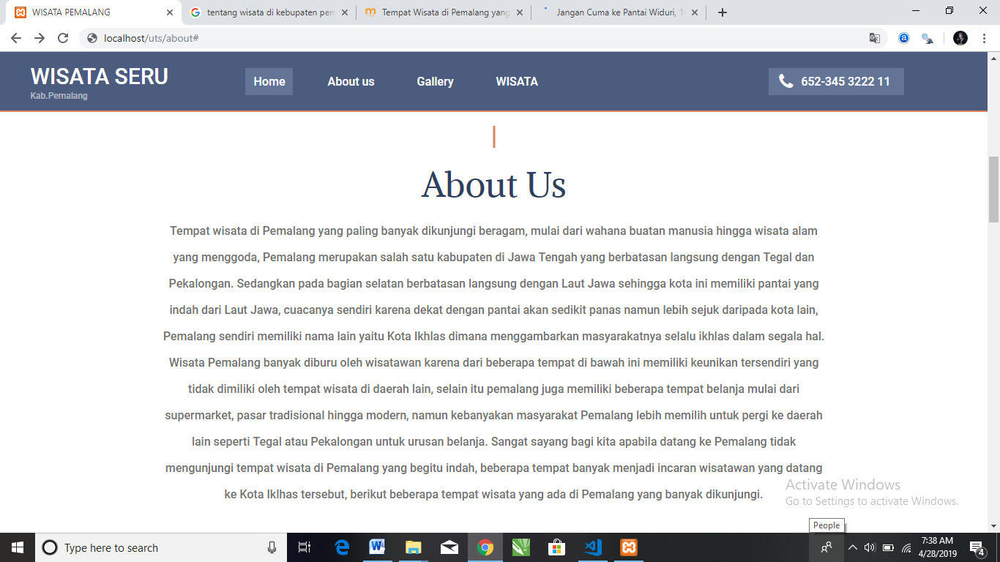 WISATA PEMALANG
tentang wisata di kebupaten pem
Tempat Wisata di Pemalang yang
Jangan Cuma ke Pantai Widuri, 1
localhost/uts/about#
WISATA SERU
Kab.Pemalang
Home
About us
Gallery
WISATA
652-345 3222 11
About Us
Tempat wisata di Pemalang yang paling banyak dikunjungi beragam, mulai dari wahana buatan manusia hingga wisata alam
yang menggoda, Pemalang merupakan salah satu kabupaten di Jawa Tengah yang berbatasan langsung dengan Tegal dan
Pekalongan. Sedangkan pada bagian selatan berbatasan langsung dengan Laut Jawa sehingga kota ini memiliki pantai yang
indah dari Laut Jawa, cuacanya sendiri karena dekat dengan pantai akan sedikit panas namun lebih sejuk daripada kota lain,
Pemalang sendiri memiliki nama lain yaitu Kota Ikhlas dimana menggambarkan masyarakatnya selalu ikhlas dalam segala hal.
Wisata Pemalang banyak diburu oleh wisatawan karena dari beberapa tempat di bawah ini memiliki keunikan tersendiri yang
tidak dimiliki oleh tempat wisata di daerah lain, selain itu pemalang juga memiliki beberapa tempat belanja mulai dari
supermarket, pasar tradisional hingga modern, namun kebanyakan masyarakat Pemalang lebih memilih untuk pergi ke daerah
lain seperti Tegal atau Pekalongan untuk urusan belanja. Sangat sayang bagi kita apabila datang ke Pemalang tidak
mengunjungi tempat wisata di Pemalang yang begitu indah, beberapa tempat banyak menjadi incaran wisatawan yang datang
ke Kota Iklhas tersebut, berikut beberapa tempat wisata yang ada di Pemalang yang banyak dikunjungi.
Activate Windows
Go to Settings to activate Windows.
People
Type here to search
7:38 AM
4/28/2019
4